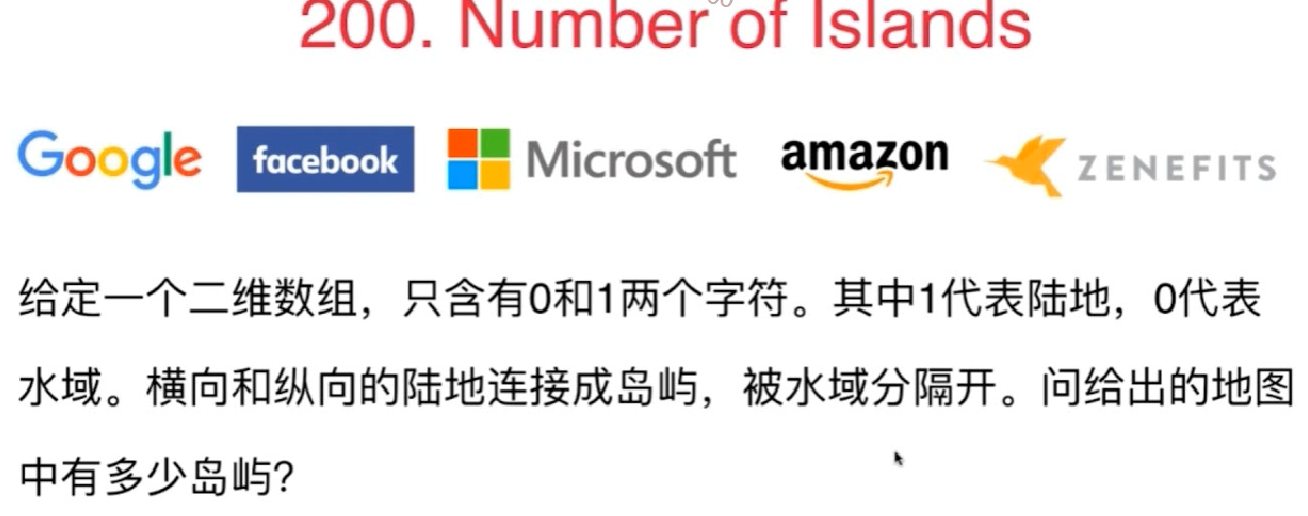 200. Number of Islands
Google facebook Microsoft amazon ZENEFITS
给定一个二维数组，只含有0和1两个字符。其中1代表陆地，0代表
水域。横向和纵向的陆地连接成岛屿，被水域分隔开。问给出的地图
中有多少岛屿？